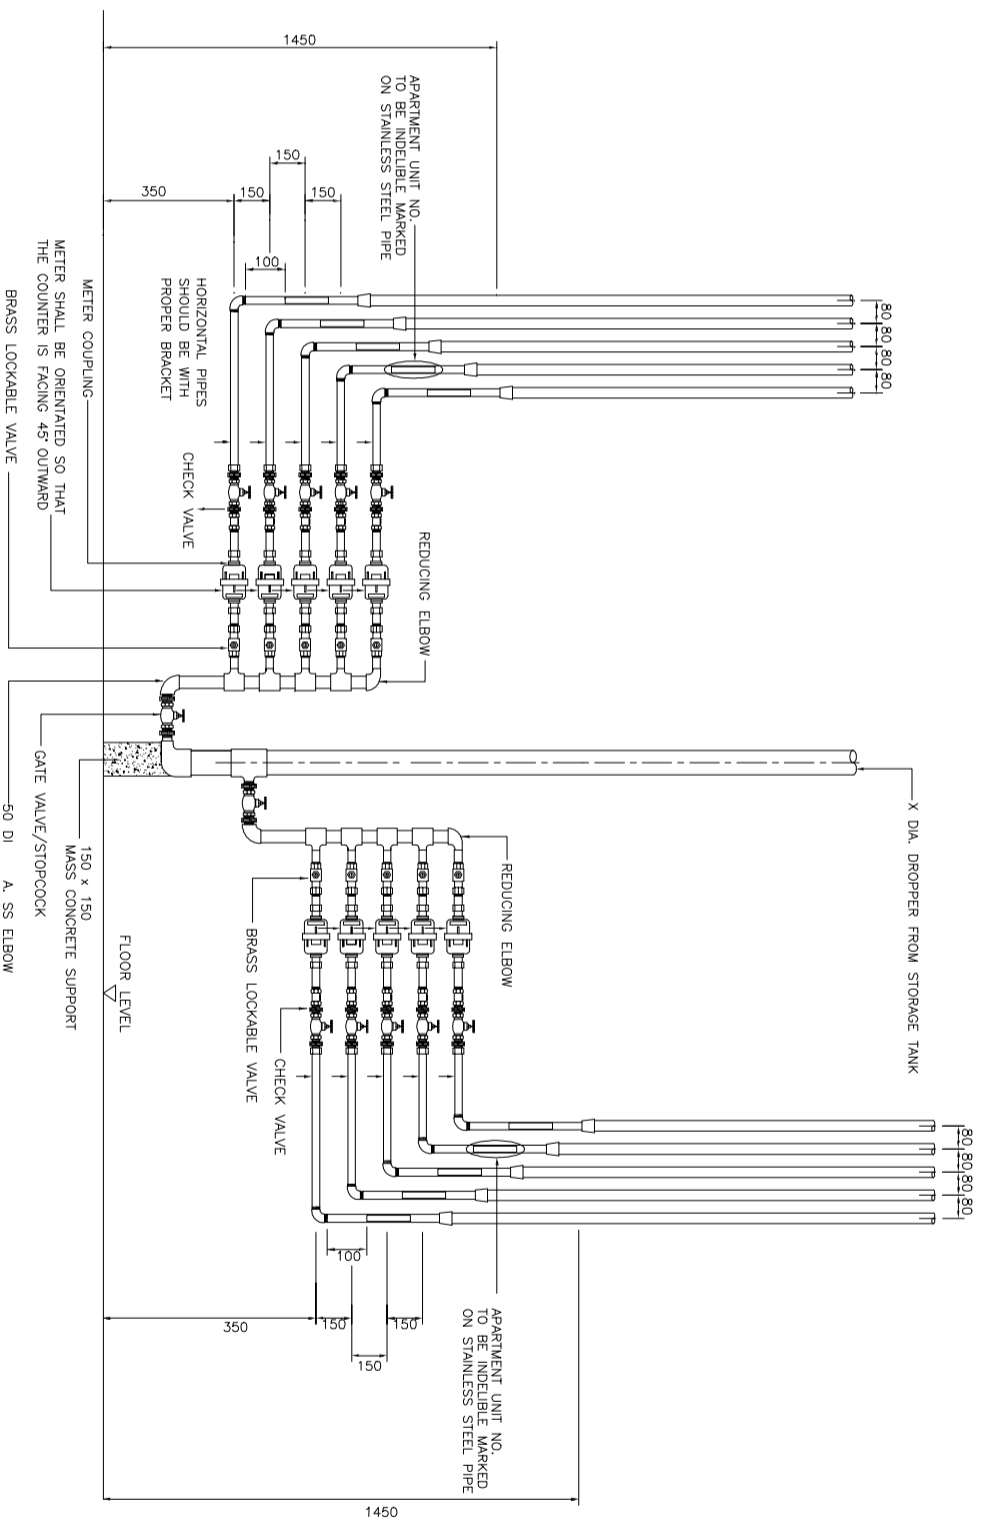 1450
APARTMENT UNIT NO.
TO BE INDELIBLE MARKED
ON STAINLESS STEEL PIPE
150
150
150
350
100
HORIZONTAL PIPES
SHOULD BE WITH
PROPER BRACKET
METER COUPLING
METER SHALL BE ORIENTATED SO THAT
THE COUNTER IS FACING 45° OUTWARD
BRASS LOCKABLE VALVE
CHECK VALVE
REDUCING ELBOW
80
80
80
80
X DIA. DROPPER FROM STORAGE TANK
GATE VALVE/STOPCOCK
50 DI A. SS ELBOW
150 x 150
MASS CONCRETE SUPPORT
FLOOR LEVEL
REDUCING ELBOW
BRASS LOCKABLE VALVE
CHECK VALVE
80
80
80
80
100
350
150
150
150
APARTMENT UNIT NO.
TO BE INDELIBLE MARKED
ON STAINLESS STEEL PIPE
1450